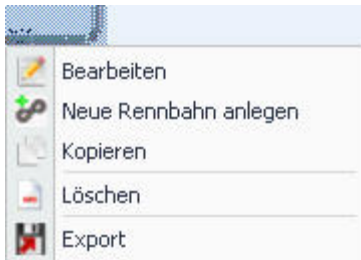 Bearbeiten
Neue Rennbahn anlegen
Kopieren
Löschen
Export